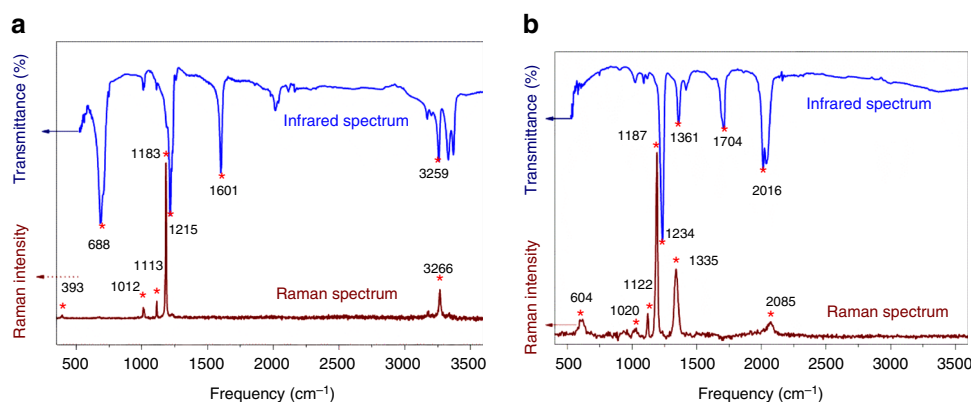 a
Transmittance (%)
Raman intensity
Infrared spectrum
1183
1601
3259
688
1215
1113
393
1012
3266
Raman spectrum
500 1000 1500 2000 2500 3000 3500
Frequency (cm–1)
b
Transmittance (%)
Raman intensity
Infrared spectrum
1187
1361
1704
2016
1234
1335
604
1122
1020
2085
Raman spectrum
500 1000 1500 2000 2500 3000 3500
Frequency (cm–1)